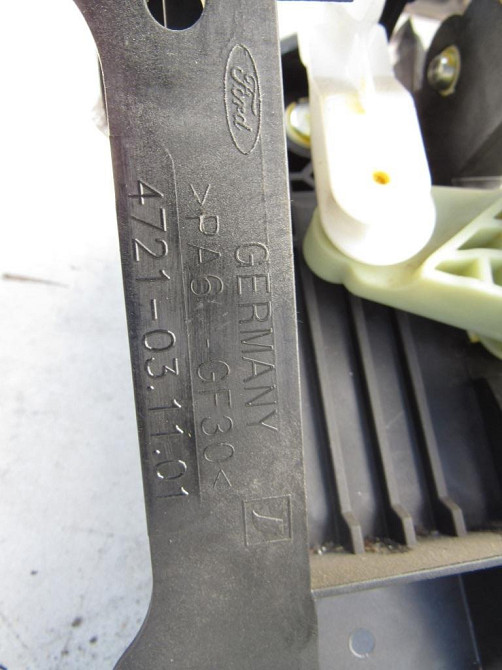 Ford
GERMANY
>PA6--GF30<
4721-03.11.01